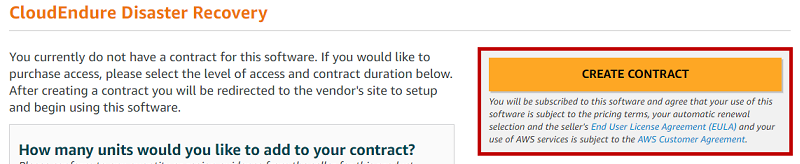 CloudEndure Disaster Recovery
You currently do not have a contract for this software. If you would like to
purchase access, please select the level of access and contract duration below.
After creating a contract you will be redirected to the vendor's site to setup
and begin using this software.
How many units would you like to add to your contract?
CREATE CONTRACT
You will be subscribed to this software and agree that your use of this
software is subject to the pricing terms, your automatic renewal
selection and the seller's End User License Agreement (EULA) and your
use of AWS services is subject to the AWS Customer Agreement.